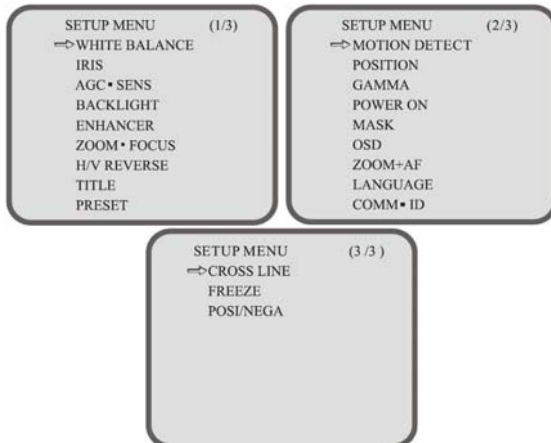 SETUP MENU (1/3)
⇨WHITE BALANCE
IRIS
AGC▪SENS
BACKLIGHT
ENHANCER
ZOOM▪FOCUS
H/V REVERSE
TITLE
PRESET
SETUP MENU (2/3)
⇨MOTION DETECT
POSITION
GAMMA
POWER ON
MASK
OSD
ZOOM+AF
LANGUAGE
COMM▪ID
SETUP MENU (3 /3 )
⇨CROSS LINE
FREEZE
POSI/NEGA